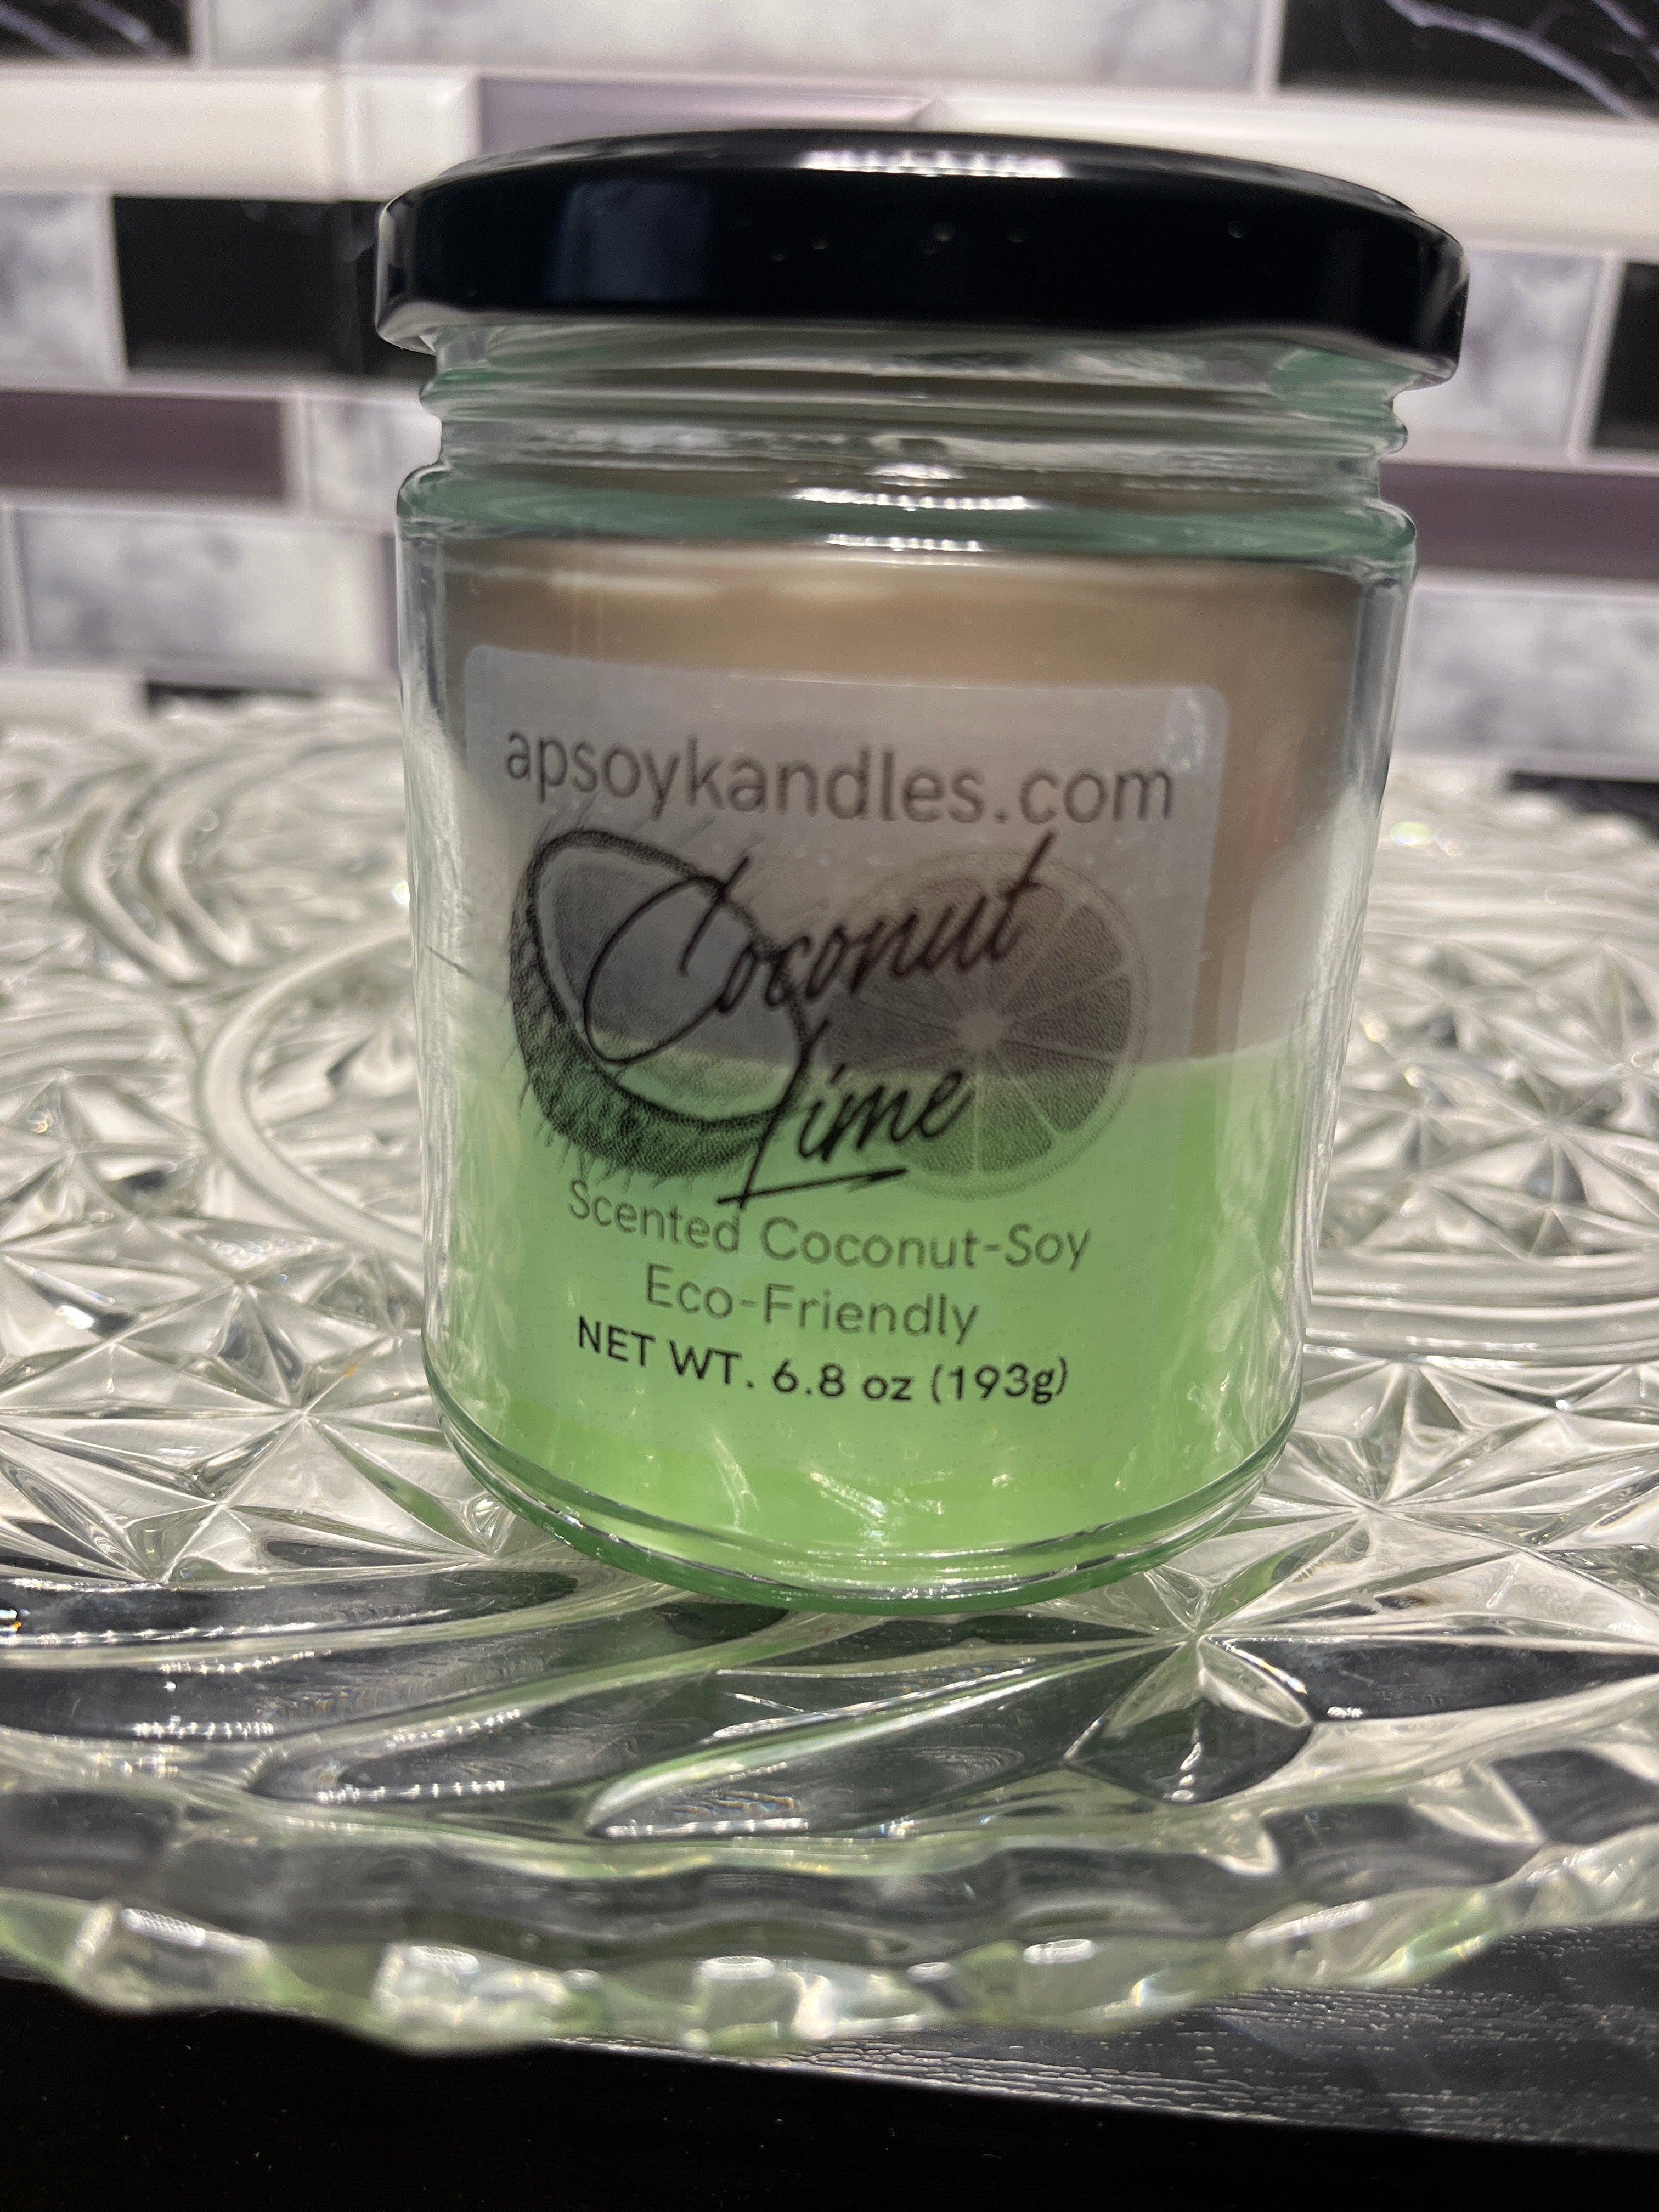 apsoykandles.com
Coconut
Lime
Scented Coconut-Soy
Eco-Friendly
NET WT. 6.8 oz (193g)